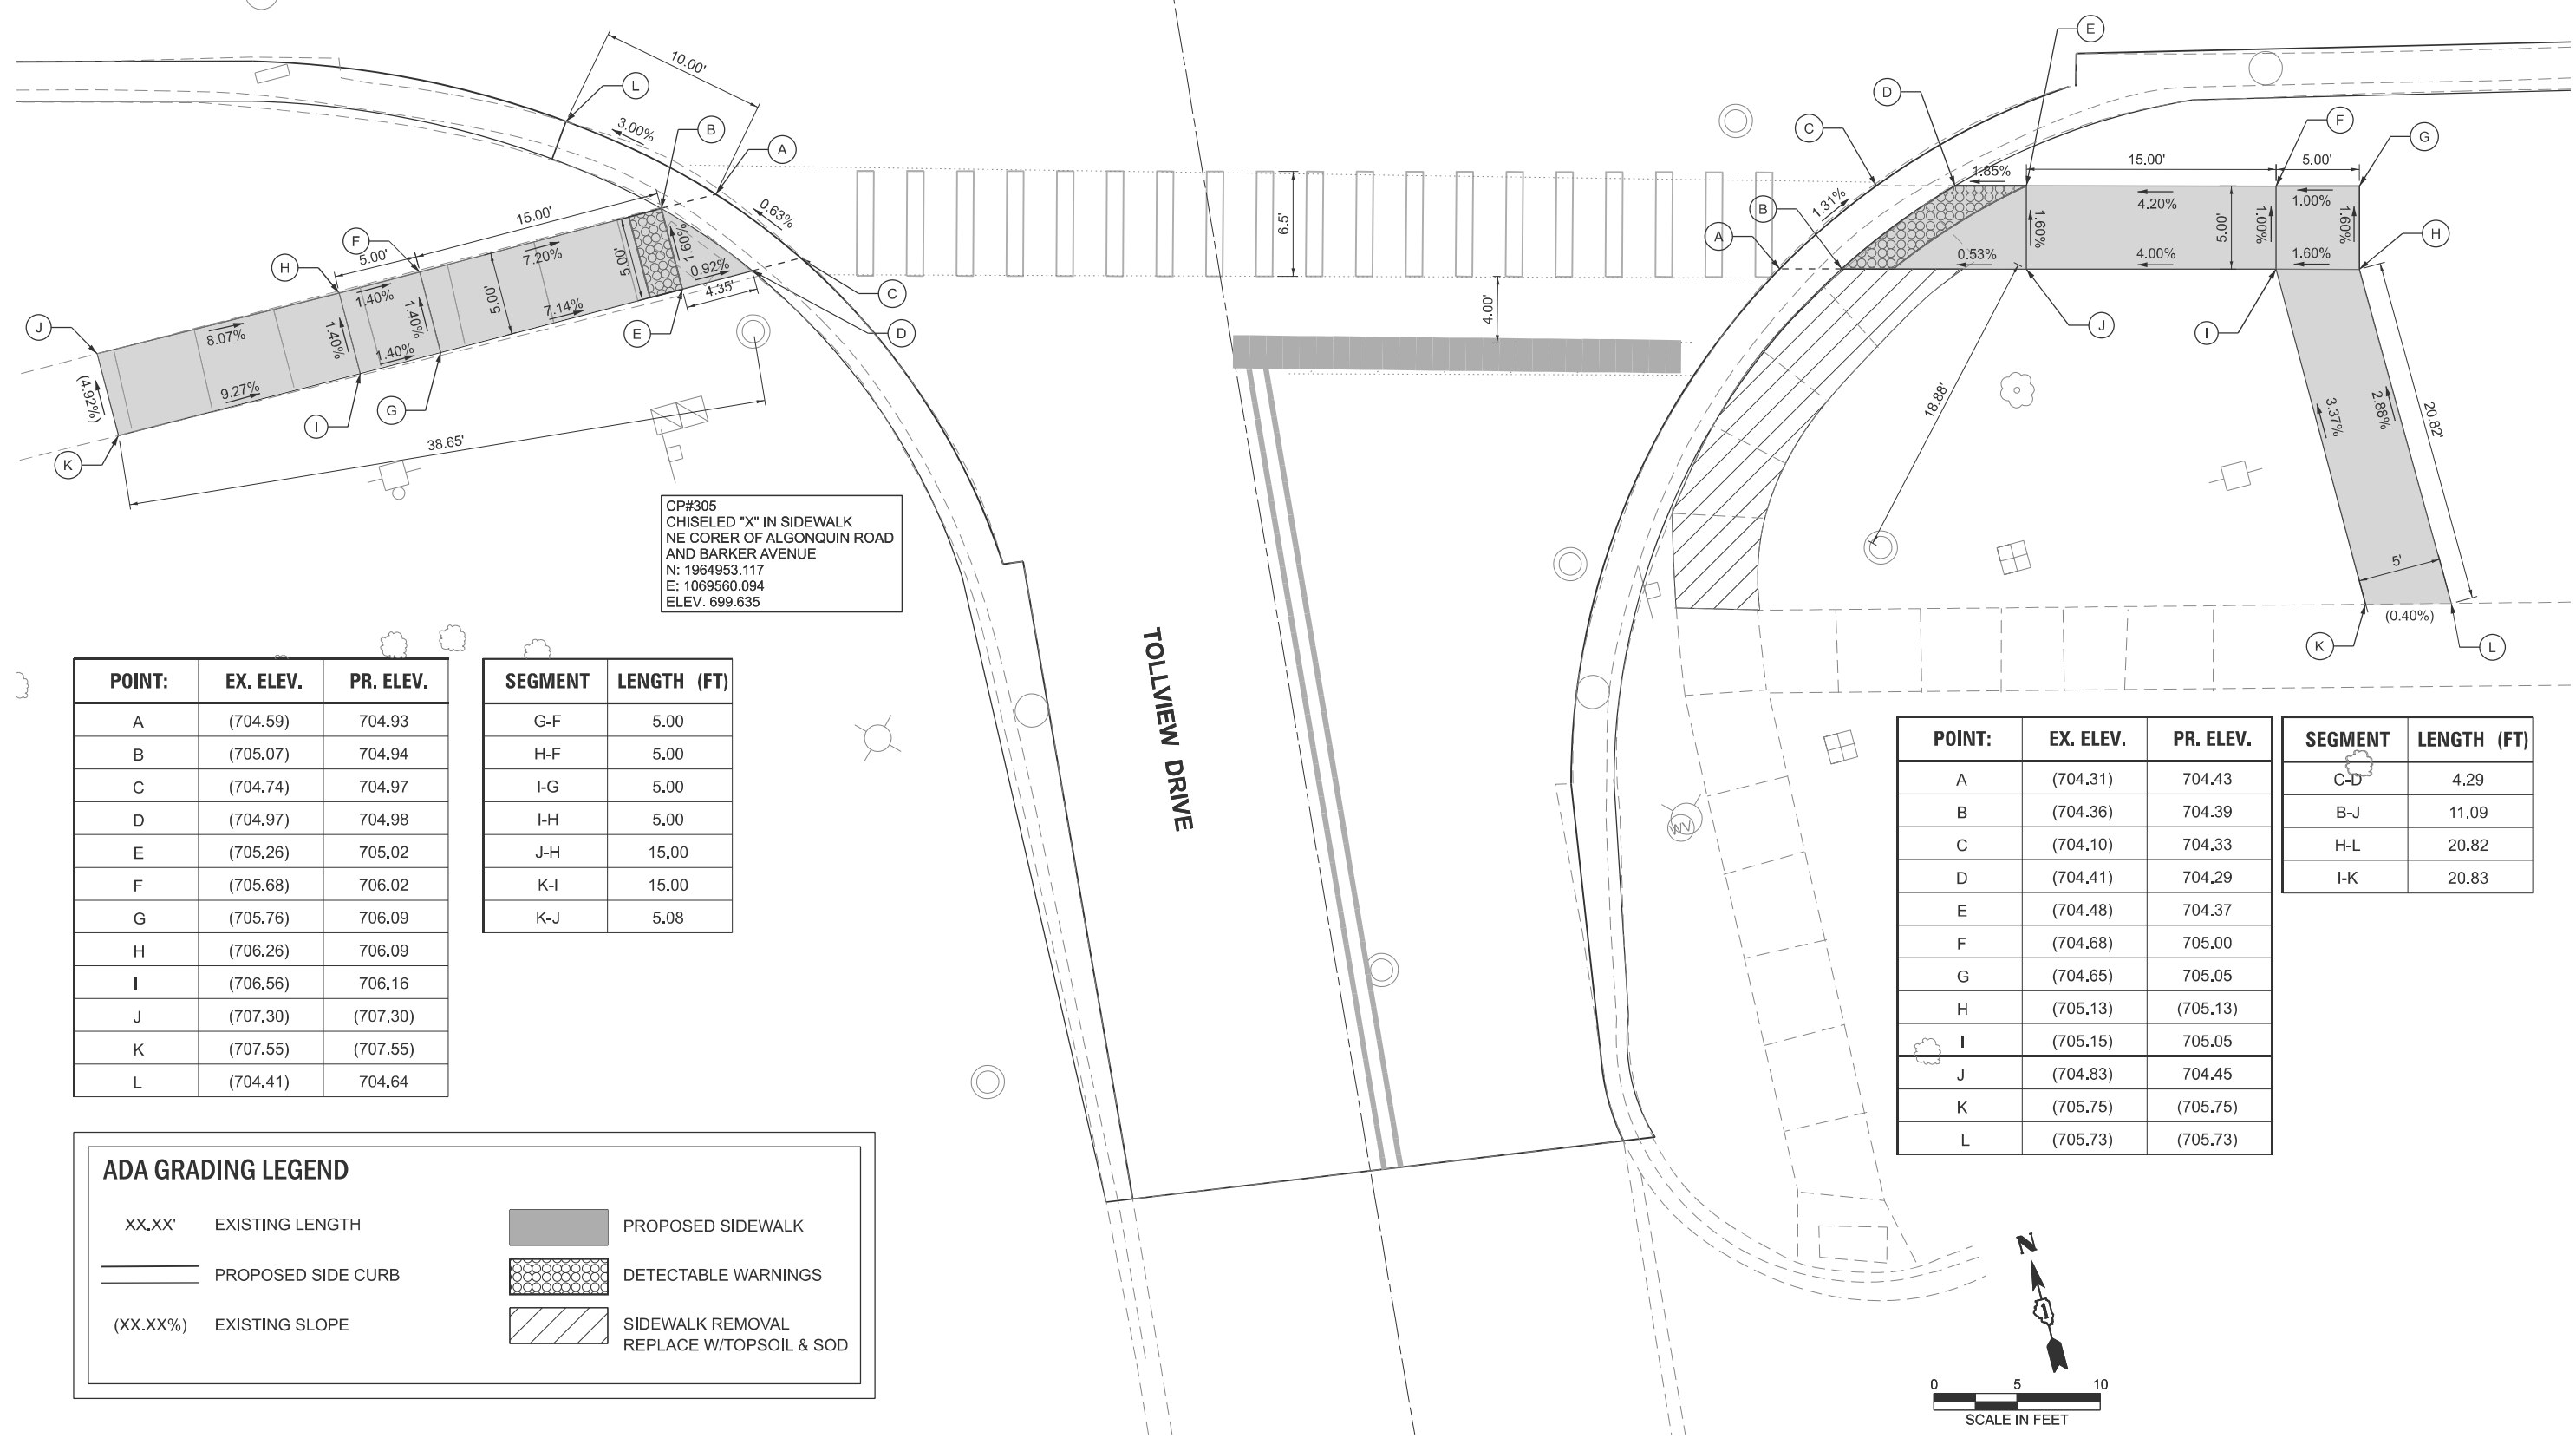 10.00'
L
3.00%
B
A
0.63%
15.00'
F
5.00'
H
7.20%
5.00'
1.60%
0.92%
4.35'
C
D
E
1.40%
5.00'
7.14%
1.40%
1.40%
1.40%
J
8.07%
9.27%
(4.92%)
G
I
K
38.65'
CP#305
CHISELED "X" IN SIDEWALK
NE CORER OF ALGONQUIN ROAD
AND BARKER AVENUE
N: 1964953.117
E: 1069560.094
ELEV. 699.635
6.5'
4.00'
TOLLVIEW DRIVE
E
D
C
F
G
1.85%
15.00'
5.00'
1.31%
B
A
4.20%
1.00%
1.60%
5.00'
1.00%
1.60%
0.53%
4.00%
1.60%
H
J
I
18.88'
3.37%
2.88%
20.82'
5'
(0.40%)
K
L
WV
POINT: EX. ELEV. PR. ELEV.
A (704.59) 704.93
B (705.07) 704.94
C (704.74) 704.97
D (704.97) 704.98
E (705.26) 705.02
F (705.68) 706.02
G (705.76) 706.09
H (706.26) 706.09
I (706.56) 706.16
J (707.30) (707.30)
K (707.55) (707.55)
L (704.41) 704.64
SEGMENT LENGTH (FT)
G-F 5.00
H-F 5.00
I-G 5.00
I-H 5.00
J-H 15.00
K-I 15.00
K-J 5.08
POINT: EX. ELEV. PR. ELEV.
A (704.31) 704.43
B (704.36) 704.39
C (704.10) 704.33
D (704.41) 704.29
E (704.48) 704.37
F (704.68) 705.00
G (704.65) 705.05
H (705.13) (705.13)
I (705.15) 705.05
J (704.83) 704.45
K (705.75) (705.75)
L (705.73) (705.73)
SEGMENT LENGTH (FT)
C-D 4.29
B-J 11.09
H-L 20.82
I-K 20.83
ADA GRADING LEGEND
XX.XX' EXISTING LENGTH
PROPOSED SIDE CURB
(XX.XX%) EXISTING SLOPE
PROPOSED SIDEWALK
DETECTABLE WARNINGS
SIDEWALK REMOVAL
REPLACE W/TOPSOIL & SOD
N
0 5 10
SCALE IN FEET